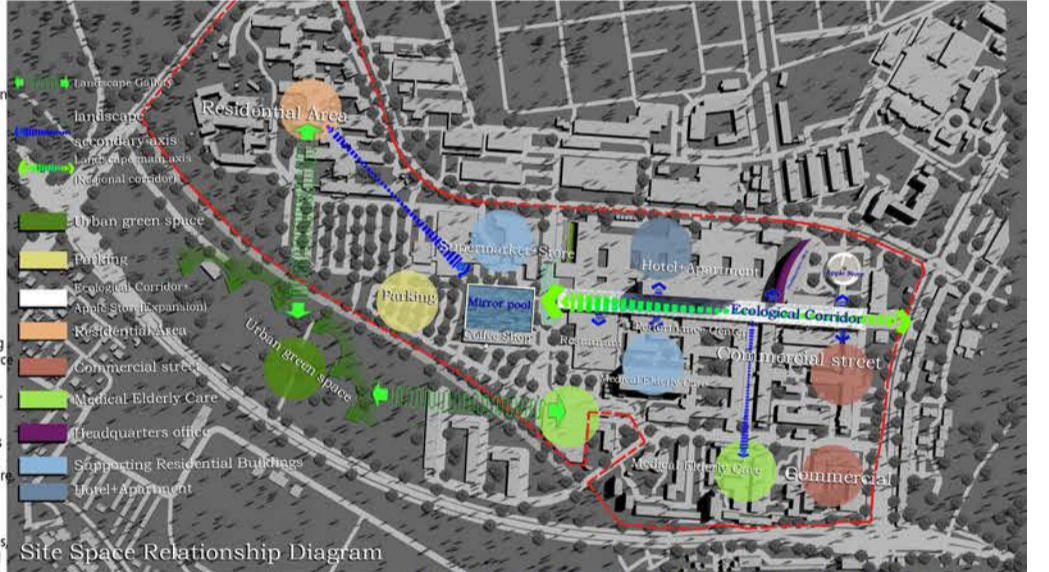 Landscape Gallery
landscape
secondary axis
Landscape main axis
(Regional corridor)
Urban green space
Parking
Ecological Corridor+
Apple Store(Expansion)
Residential Area
Commercial street
Medical Elderly Care
Headquarters office
Supporting Residential Buildings
Hotel+Apartment
Site Space Relationship Diagram
Residential Area
Supermarket+Store
Hotel+Apartment
Apple Store
Parking
Mirror pool
Coffee Shop
Ecological Corridor
Restaurant
Performance Center
Commercial street
Medical Elderly Care
Urban green space
Medical Elderly Care
Commercial